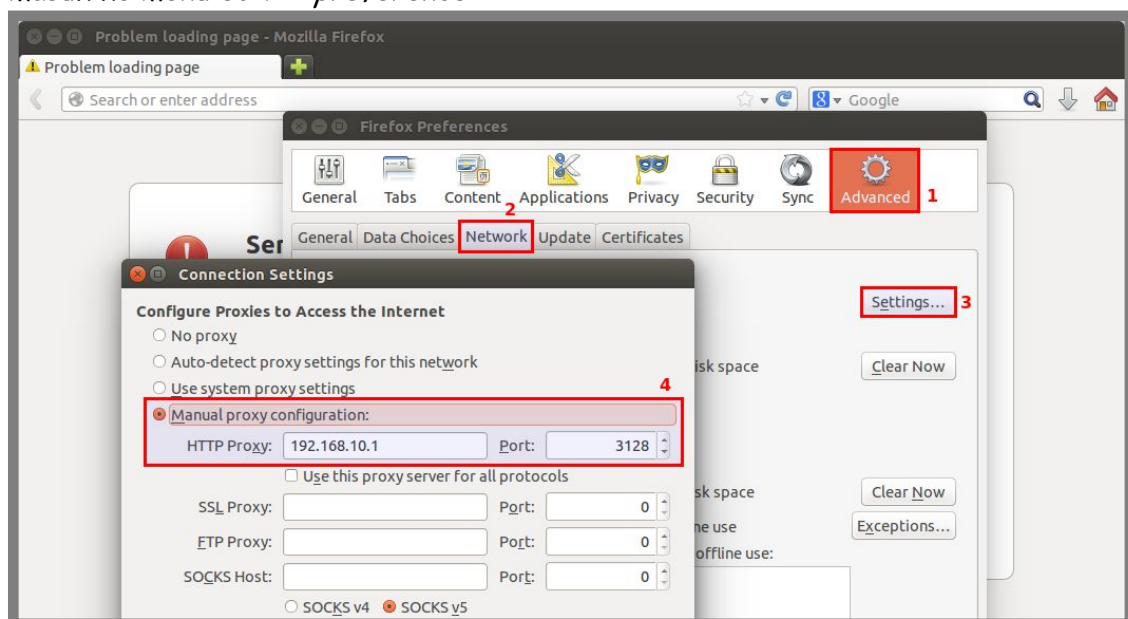 Problem loading page - Mozilla Firefox
Problem loading page
Search or enter address
Google
Firefox Preferences
General Tabs Content Applications Privacy Security Sync Advanced 1
2
General Data Choices Network Update Certificates
Ser
Connection Settings
Configure Proxies to Access the Internet
Settings... 3
No proxy
Auto-detect proxy settings for this network
isk space Clear Now
Use system proxy settings
4
Manual proxy configuration:
HTTP Proxy: 192.168.10.1 Port: 3128
Use this proxy server for all protocols
sk space Clear Now
SSL Proxy: Port: 0
ne use Exceptions...
FTP Proxy: Port: 0
offline use:
SOCKS Host: Port: 0
SOCKS v4 SOCKS v5